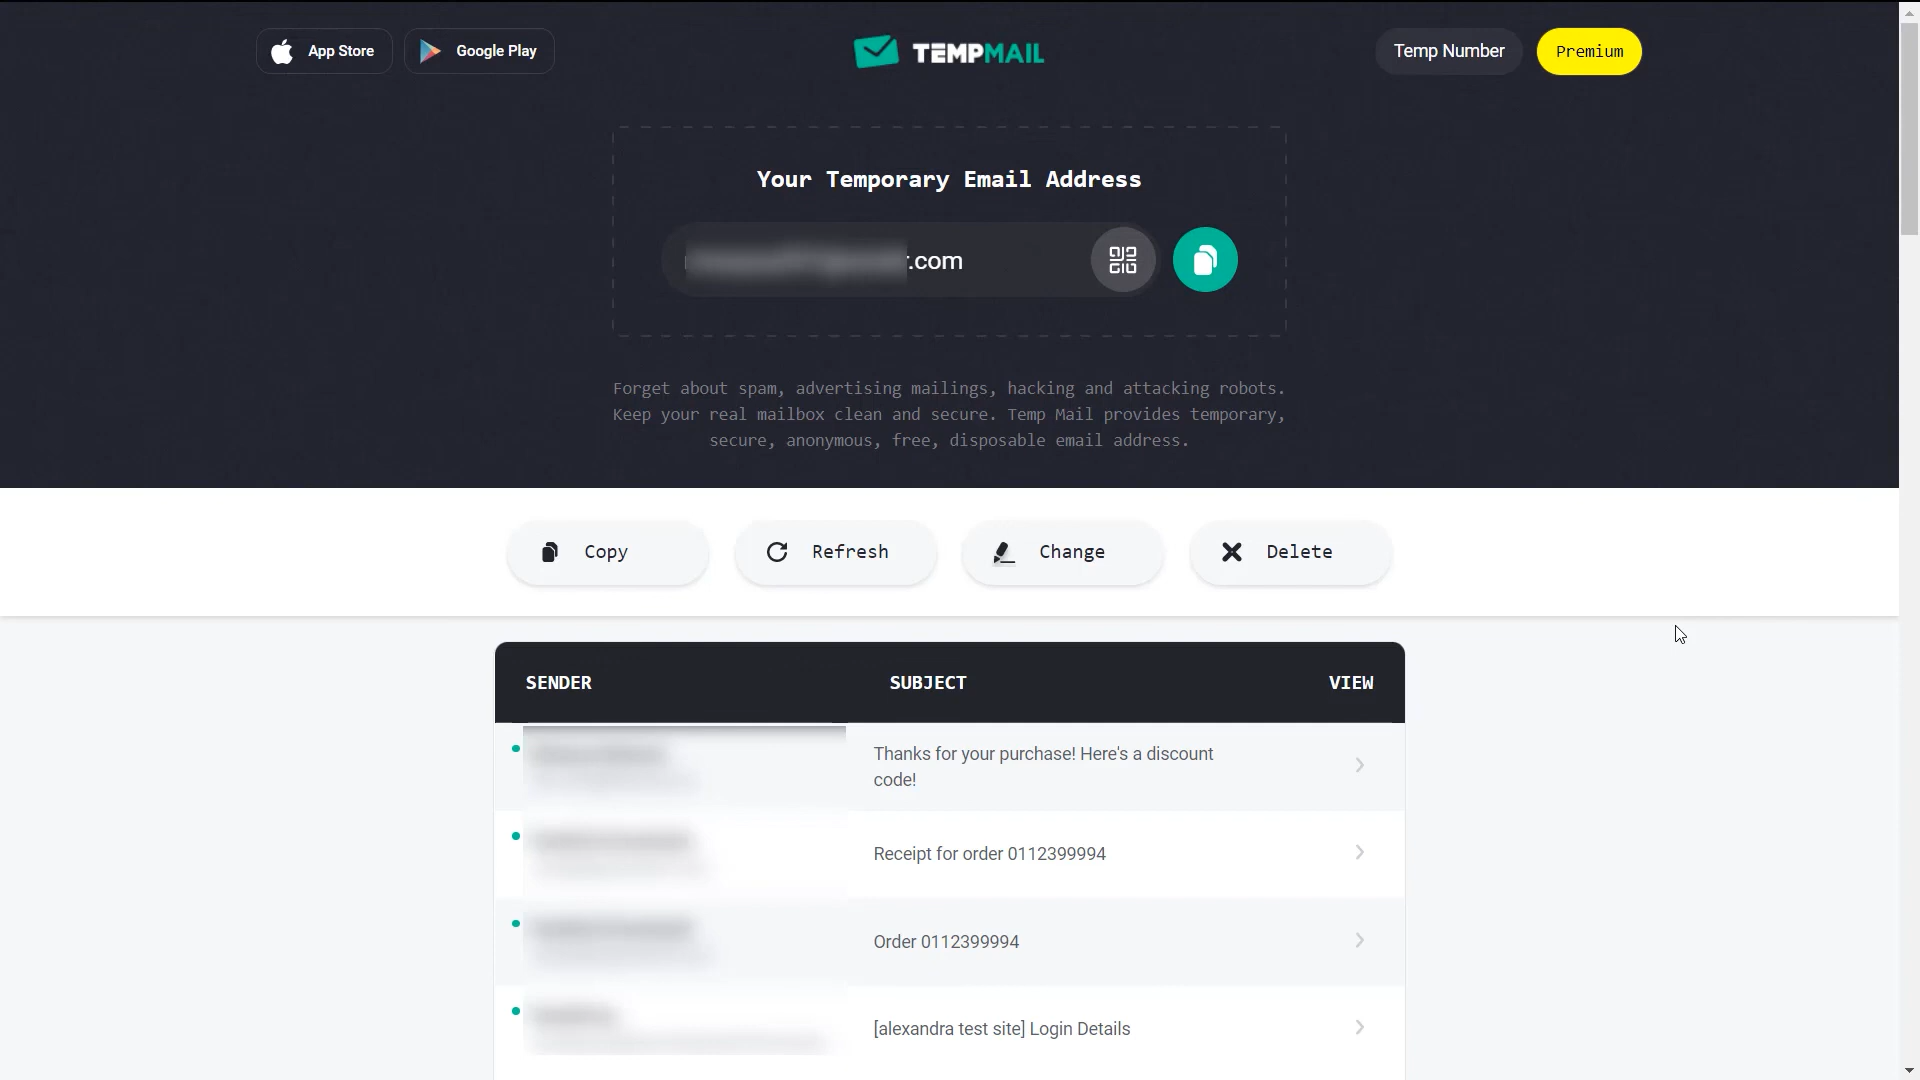 App Store
Google Play
TEMPMAIL
Temp Number
Premium
Your Temporary Email Address
.com
Forget about spam, advertising mailings, hacking and attacking robots.
Keep your real mailbox clean and secure. Temp Mail provides temporary,
secure, anonymous, free, disposable email address.
Copy
Refresh
Change
Delete
SENDER
SUBJECT
VIEW
Thanks for your purchase! Here's a discount
code!
Receipt for order 0112399994
Order 0112399994
[alexandra test site] Login Details